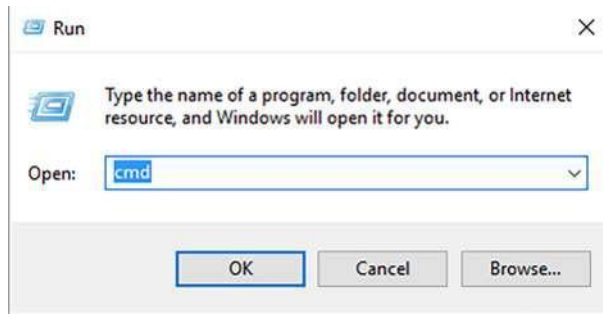 Run
Type the name of a program, folder, document, or Internet
resource, and Windows will open it for you.
Open: cmd
OK Cancel Browse...